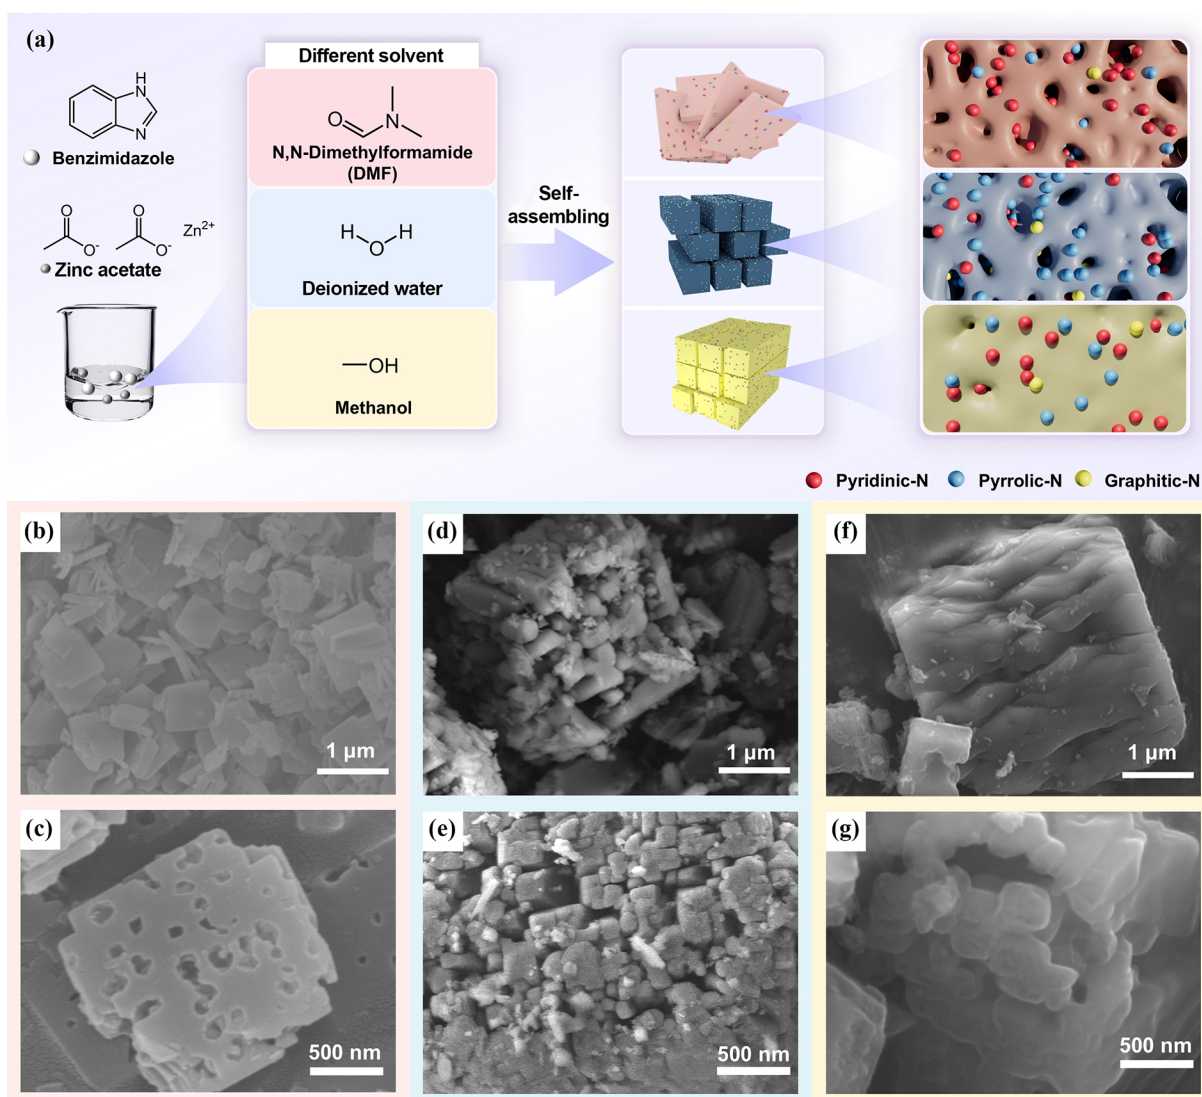 (a)
Different solvent
H
N
N
Benzimidazole
O
O-
O
O-
Zn2+
Zinc acetate
O
N
N,N-Dimethylformamide
(DMF)
H
H
O
Deionized water
OH
Methanol
Self-
assembling
Pyridinic-N
Pyrrolic-N
Graphitic-N
(b)
1 μm
(d)
1 μm
(f)
1 μm
(c)
500 nm
(e)
500 nm
(g)
500 nm